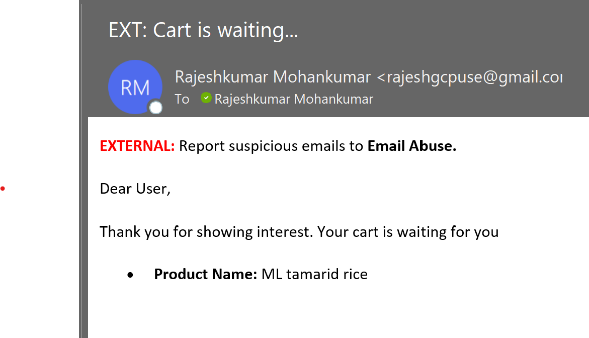 EXT: Cart is waiting...
RM
Rajeshkumar Mohankumar <rajeshgcpuse@gmail.co
To Rajeshkumar Mohankumar
EXTERNAL: Report suspicious emails to Email Abuse.
Dear User,
Thank you for showing interest. Your cart is waiting for you
• Product Name: ML tamarid rice